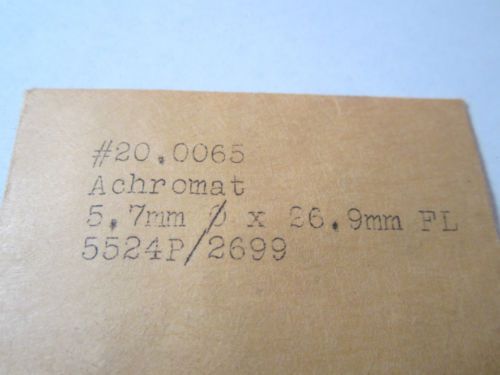 #20.0065
Achromat
5.7mm Ø x 26.9mm FL
5524P/2699